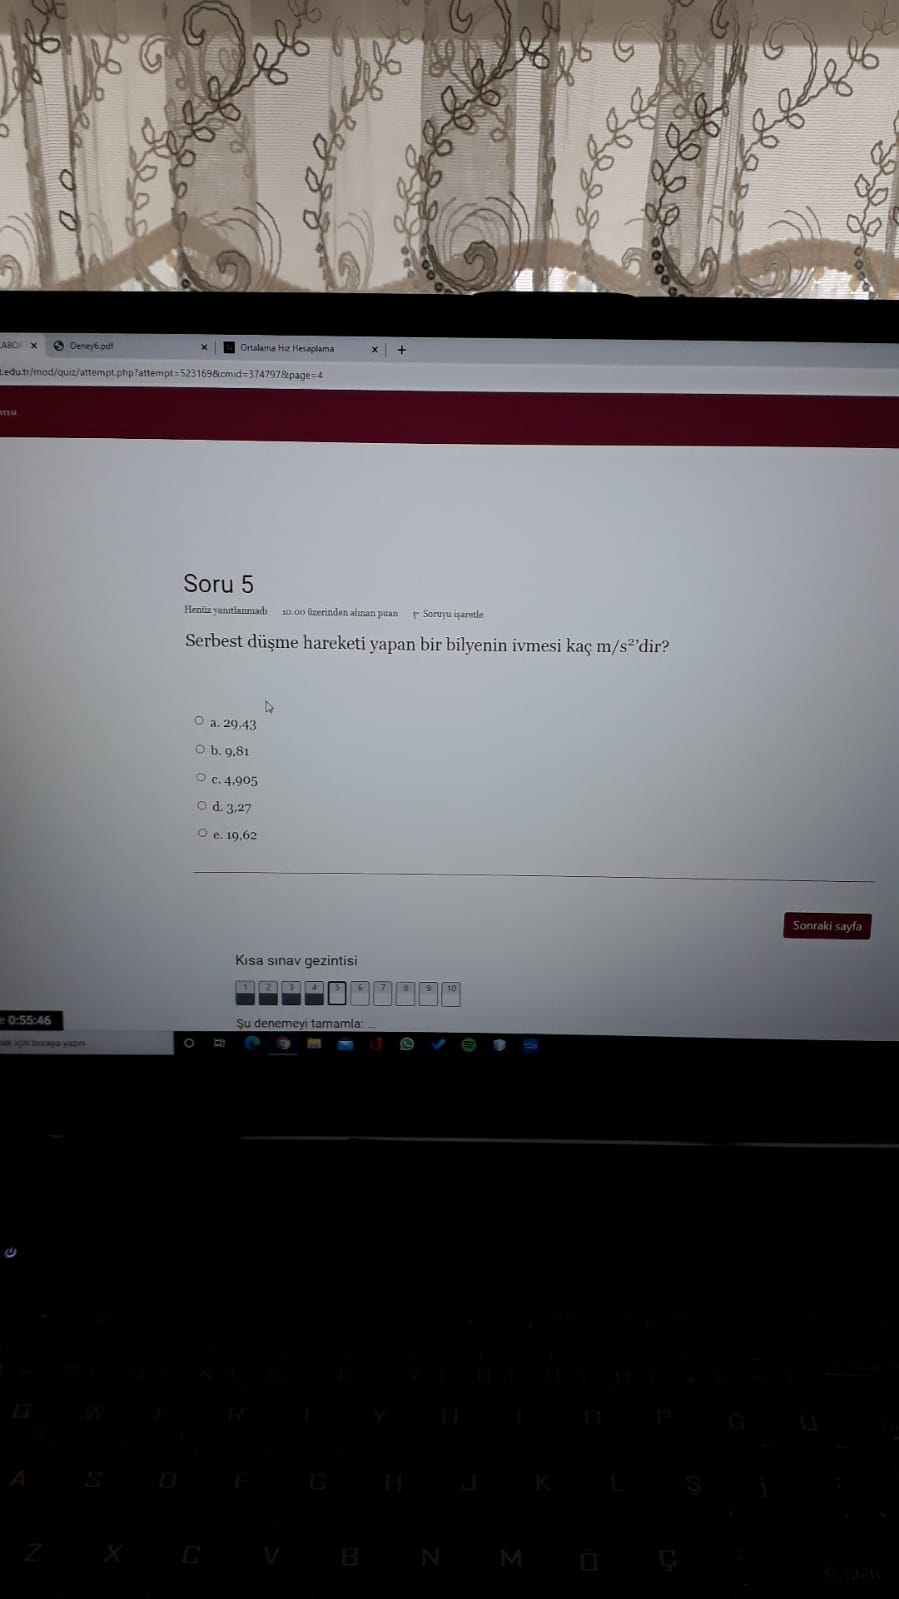 Deney6.pdf
Ortalama Hız Hesaplama
t.edu.tr/mod/quiz/attempt.php?attempt=523169&cmid=374797&page=4
Soru 5
Henüz yanıtlanmadı 10.00 üzerinden alınan puan Soruyu işaretle
Serbest düşme hareketi yapan bir bilyenin ivmesi kaç m/s²'dir?
a. 29,43
b. 9,81
c. 4,905
d. 3,27
e. 19,62
Sonraki sayfa
Kısa sınav gezintisi
1 2 3 4 5 6 7 8 9 10
0:55:46
Şu denemeyi tamamla: ...
için buraya yazın
Q W E R T Y U I O P Ğ Ü
A S D F G H J K L Ş İ
Z X C V B N M Ö Ç